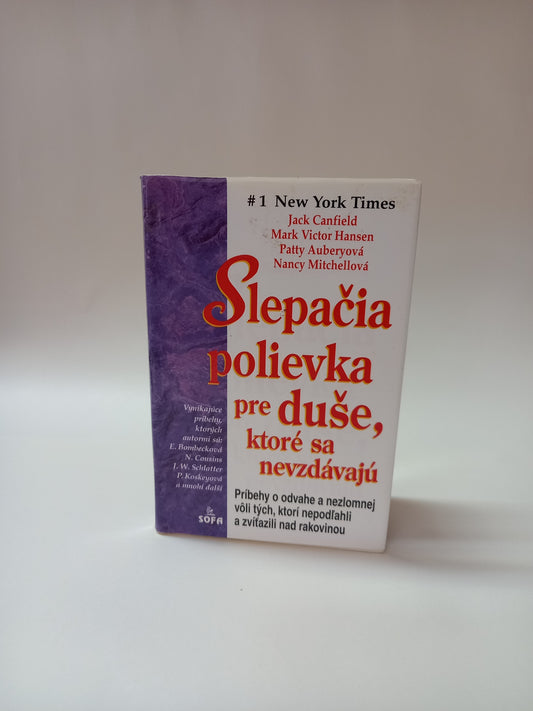 #1 New York Times
Jack Canfield
Mark Victor Hansen
Patty Auberyová
Nancy Mitchellová
Slepačia
polievka
pre duše,
ktoré sa
nevzdávajú
Príbehy o odvahe a nezlomnej
vôli tých, ktorí nepodľahli
a zvíťazili nad rakovinou
Vynikajúce
príbehy,
ktorých
autormi sú:
E. Bombecková
N. Cousins
J. W. Schlatter
P. Koskeyová
a mnohí ďalší
SOFA